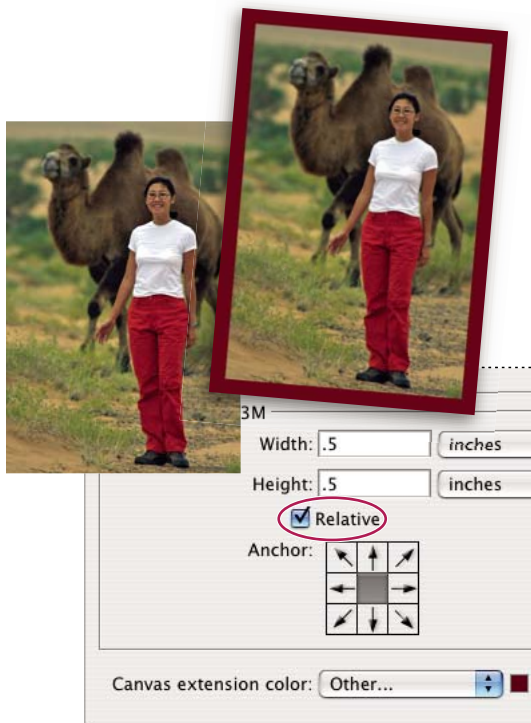 3M
Width: .5 inches
Height: .5 inches
Relative
Anchor:
Canvas extension color: Other...